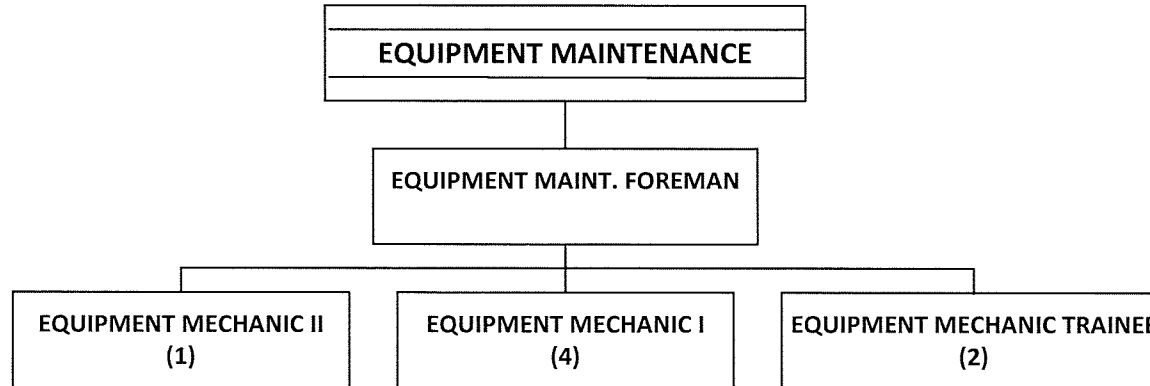 EQUIPMENT MAINTENANCE
EQUIPMENT MAINT. FOREMAN
EQUIPMENT MECHANIC II
(1)
EQUIPMENT MECHANIC I
(4)
EQUIPMENT MECHANIC TRAINEE
(2)